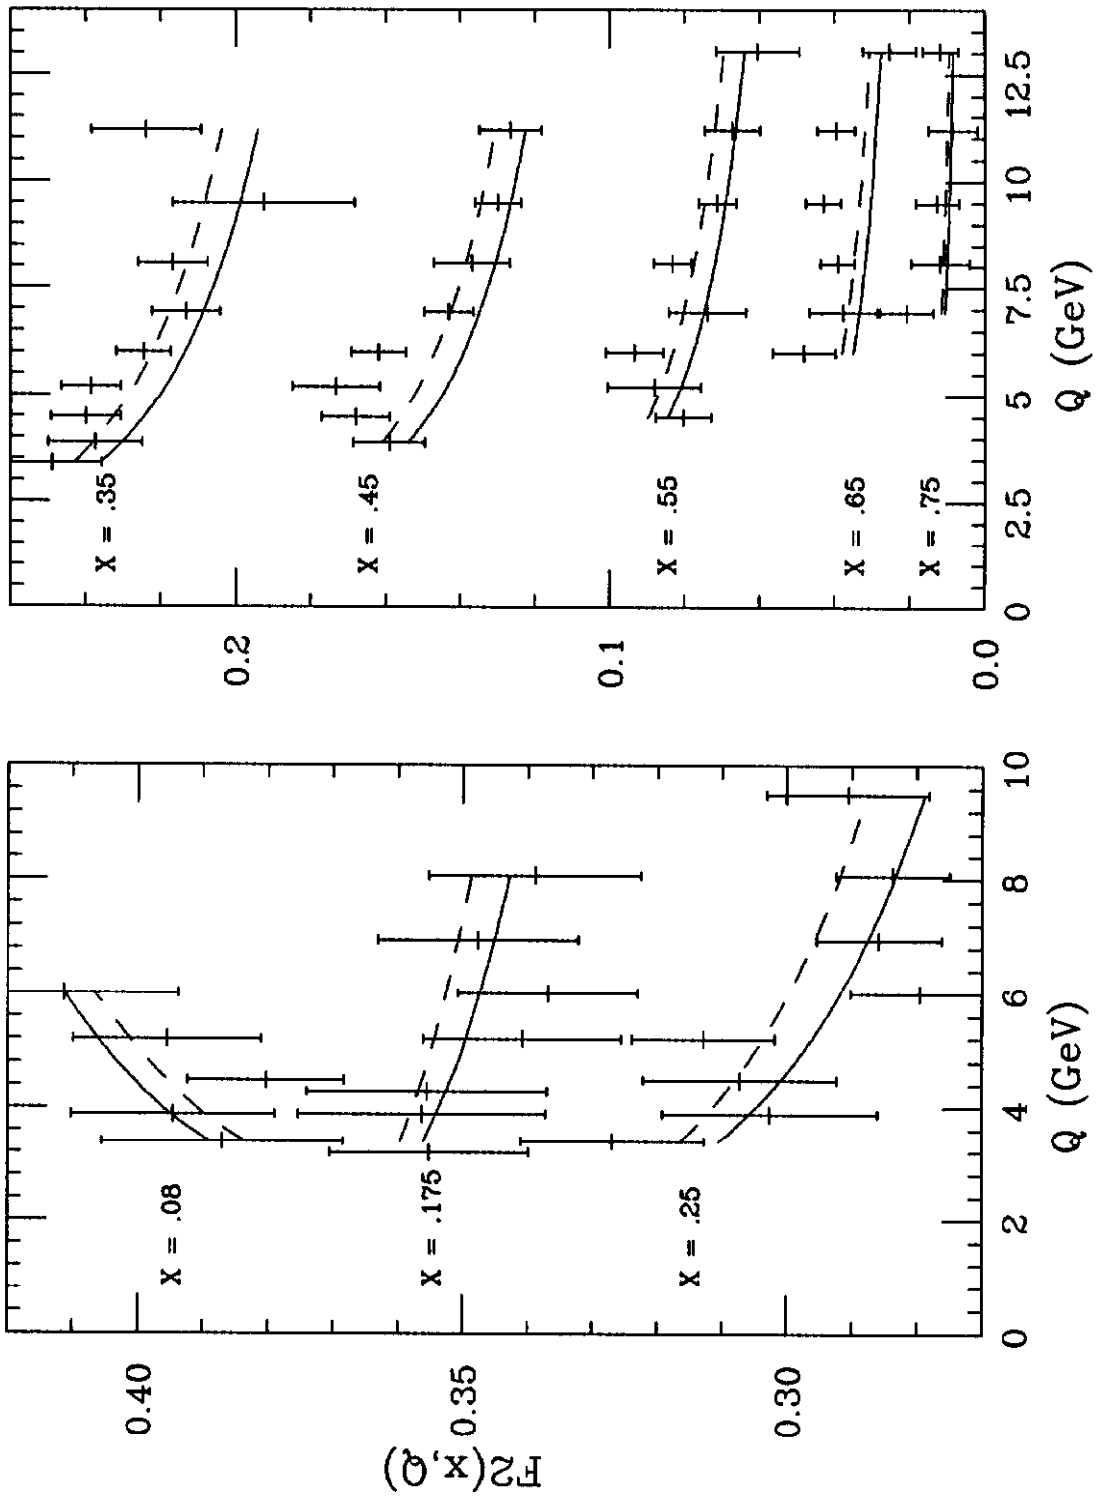 F2(x,Q)
0.40
0.35
0.30
X = .08
X = .175
X = .25
0 2 4 6 8 10
Q (GeV)
0.2
0.1
0.0
X = .35
X = .45
X = .55
X = .65
X = .75
0 2.5 5 7.5 10 12.5
Q (GeV)